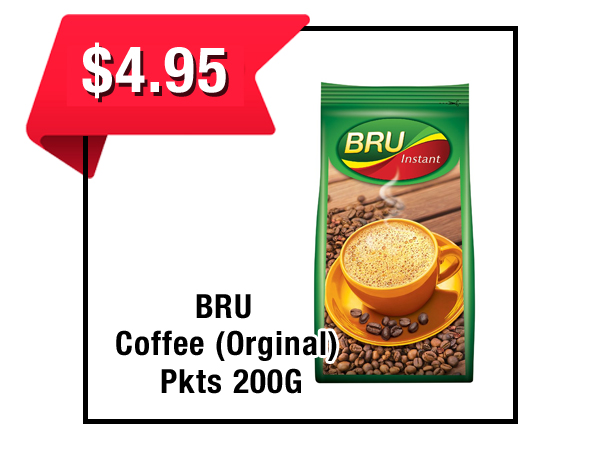 $4.95
BRU
Instant
BRU
Coffee (Orginal)
Pkts 200G